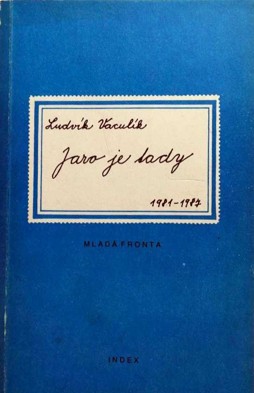 Ludvík Vaculík
Jaro je tady
1981-1987
MLADÁ FRONTA
INDEX